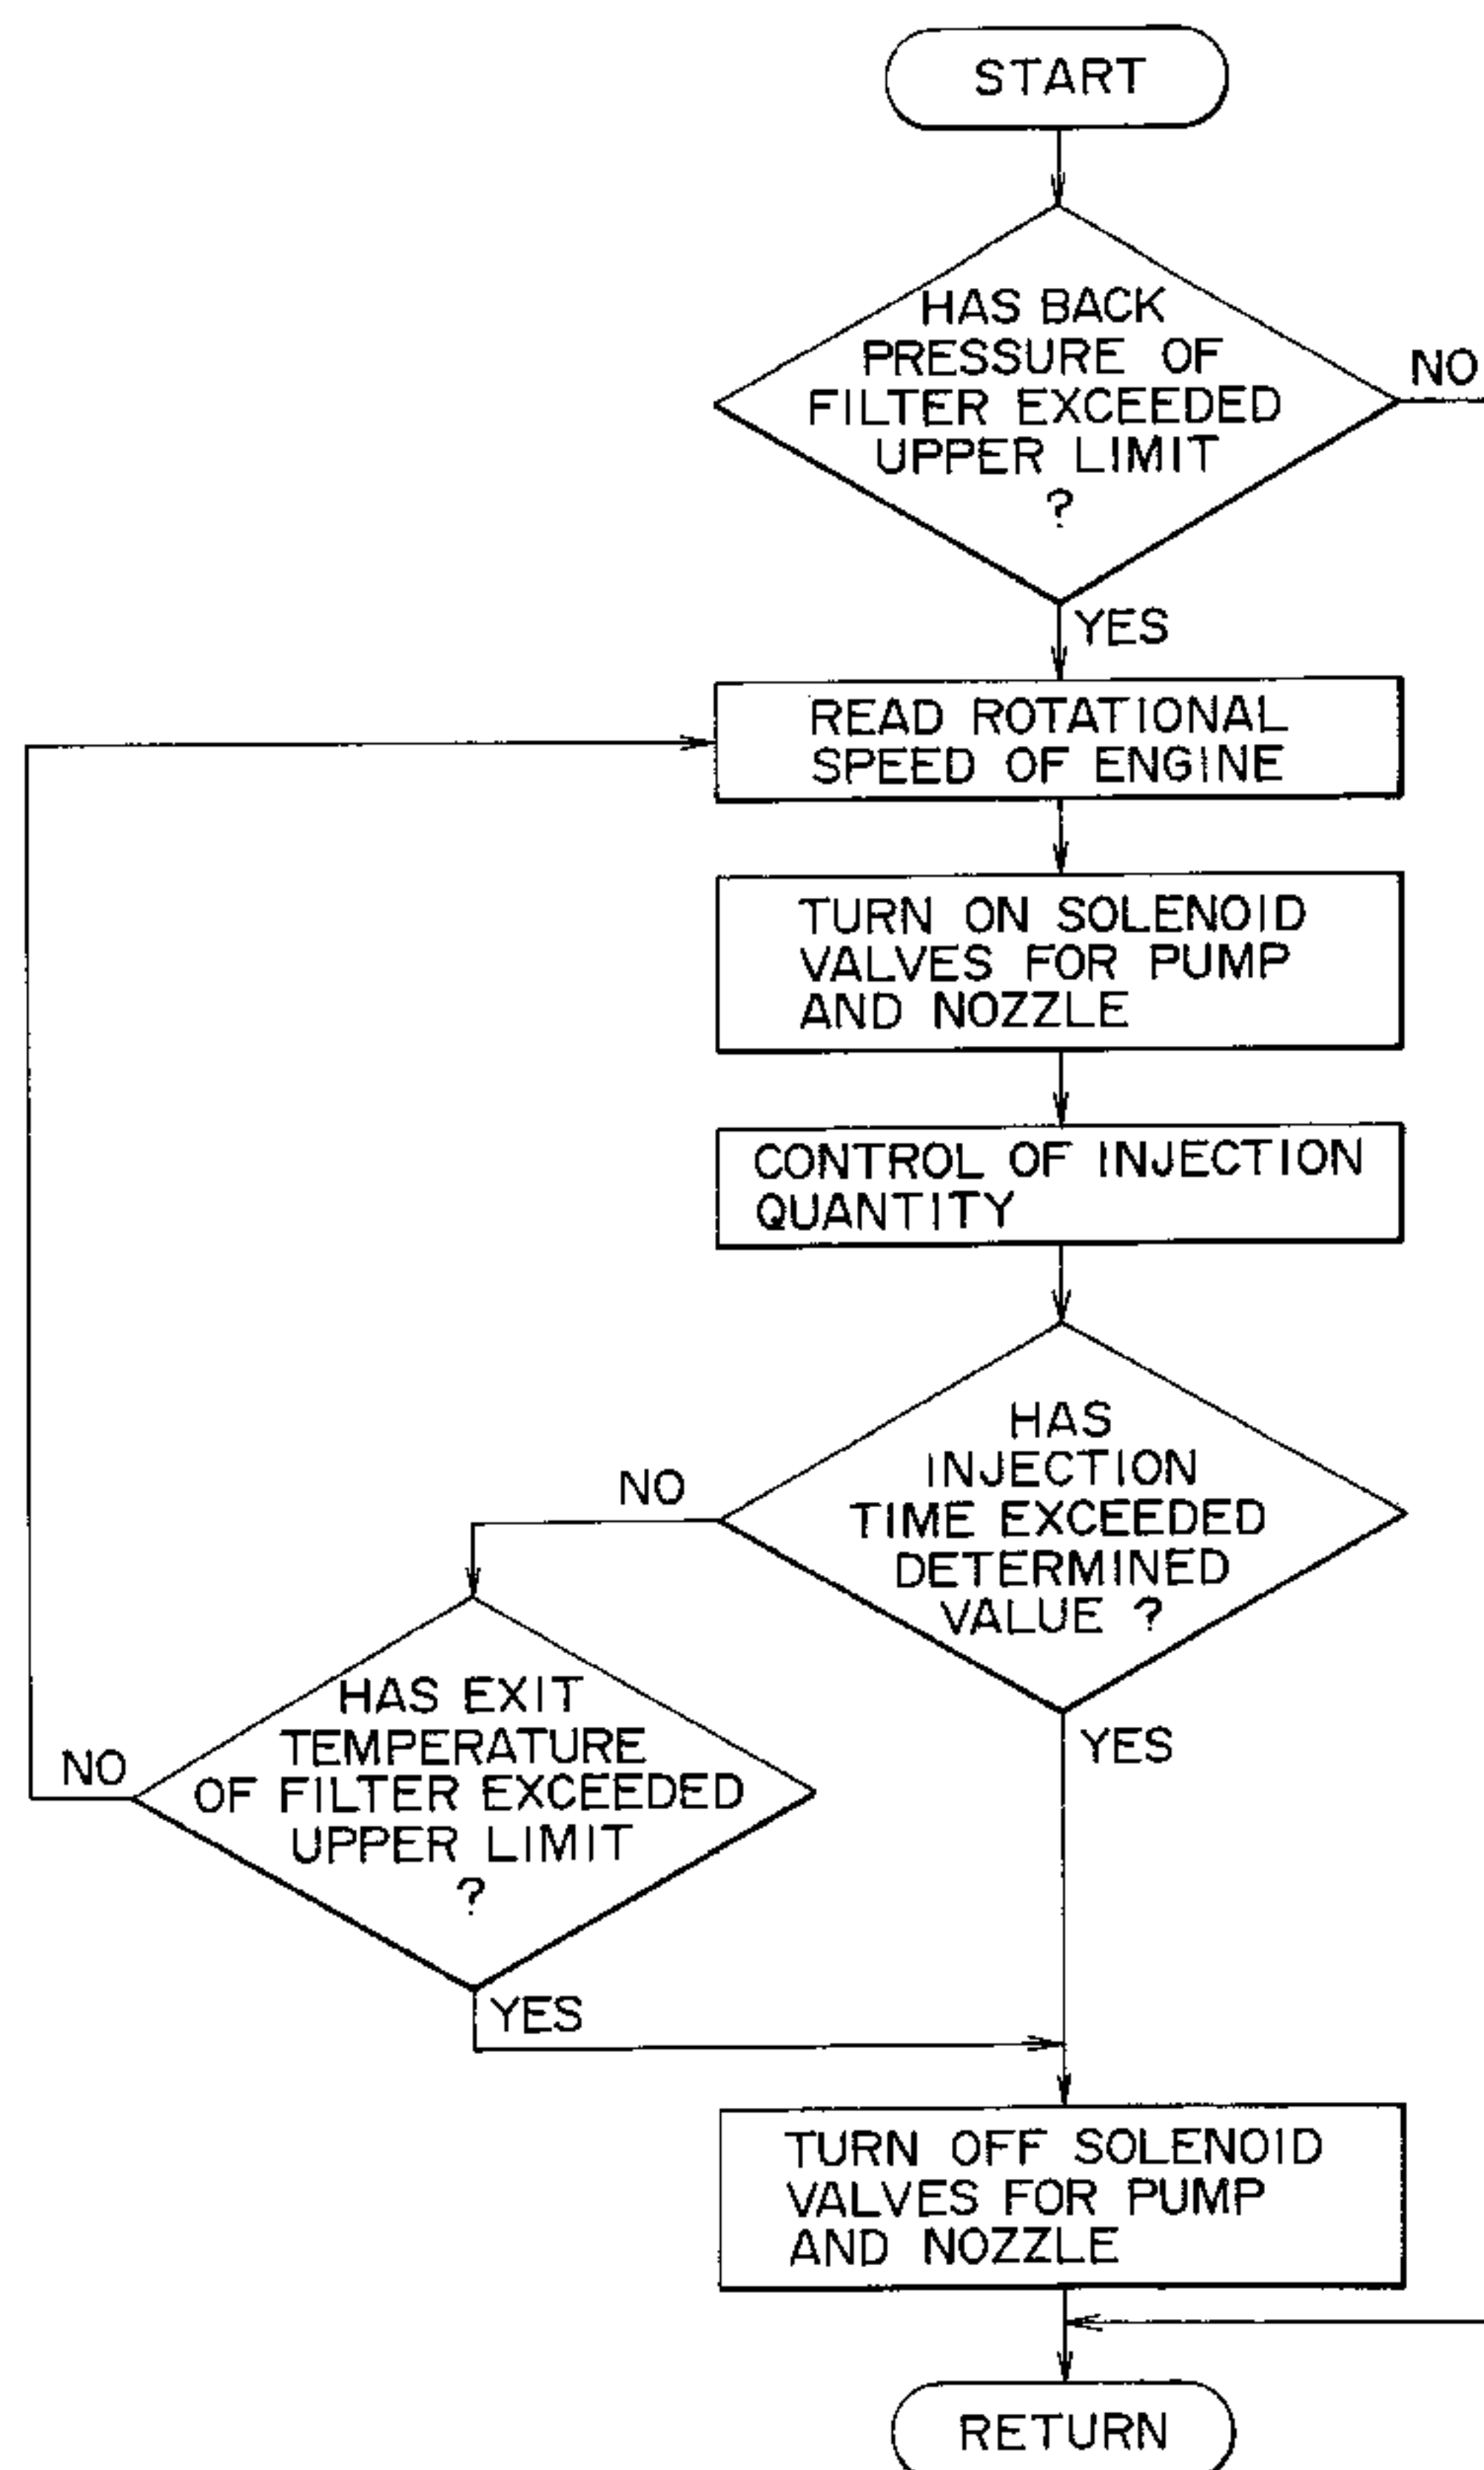 START
HAS BACK
PRESSURE OF
FILTER EXCEEDED
UPPER LIMIT
?
NO
YES
READ ROTATIONAL
SPEED OF ENGINE
TURN ON SOLENOID
VALVES FOR PUMP
AND NOZZLE
CONTROL OF INJECTION
QUANTITY
HAS
INJECTION
TIME EXCEEDED
DETERMINED
VALUE ?
NO
YES
HAS EXIT
TEMPERATURE
OF FILTER EXCEEDED
UPPER LIMIT
?
NO
YES
TURN OFF SOLENOID
VALVES FOR PUMP
AND NOZZLE
RETURN